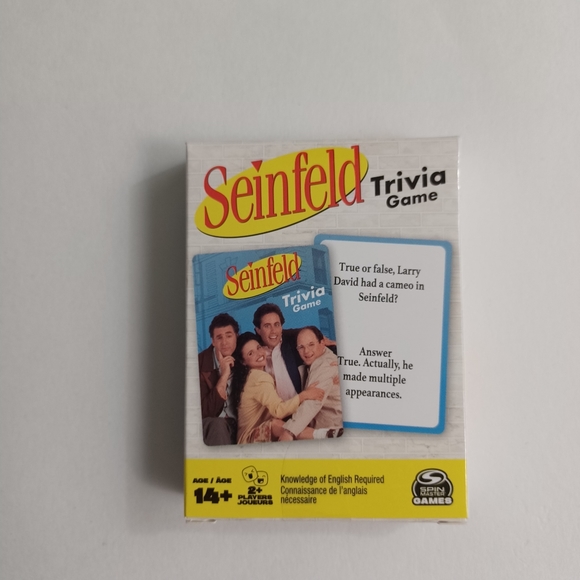 Seinfeld Trivia
Game
Seinfeld
Trivia
Game
True or false, Larry
David had a cameo in
Seinfeld?
Answer
True. Actually, he
made multiple
appearances.
AGE / ÂGE
14+
2+
PLAYERS
JOUEURS
Knowledge of English Required
Connaissance de l'anglais
nécessaire
SPIN
MASTER
GAMES